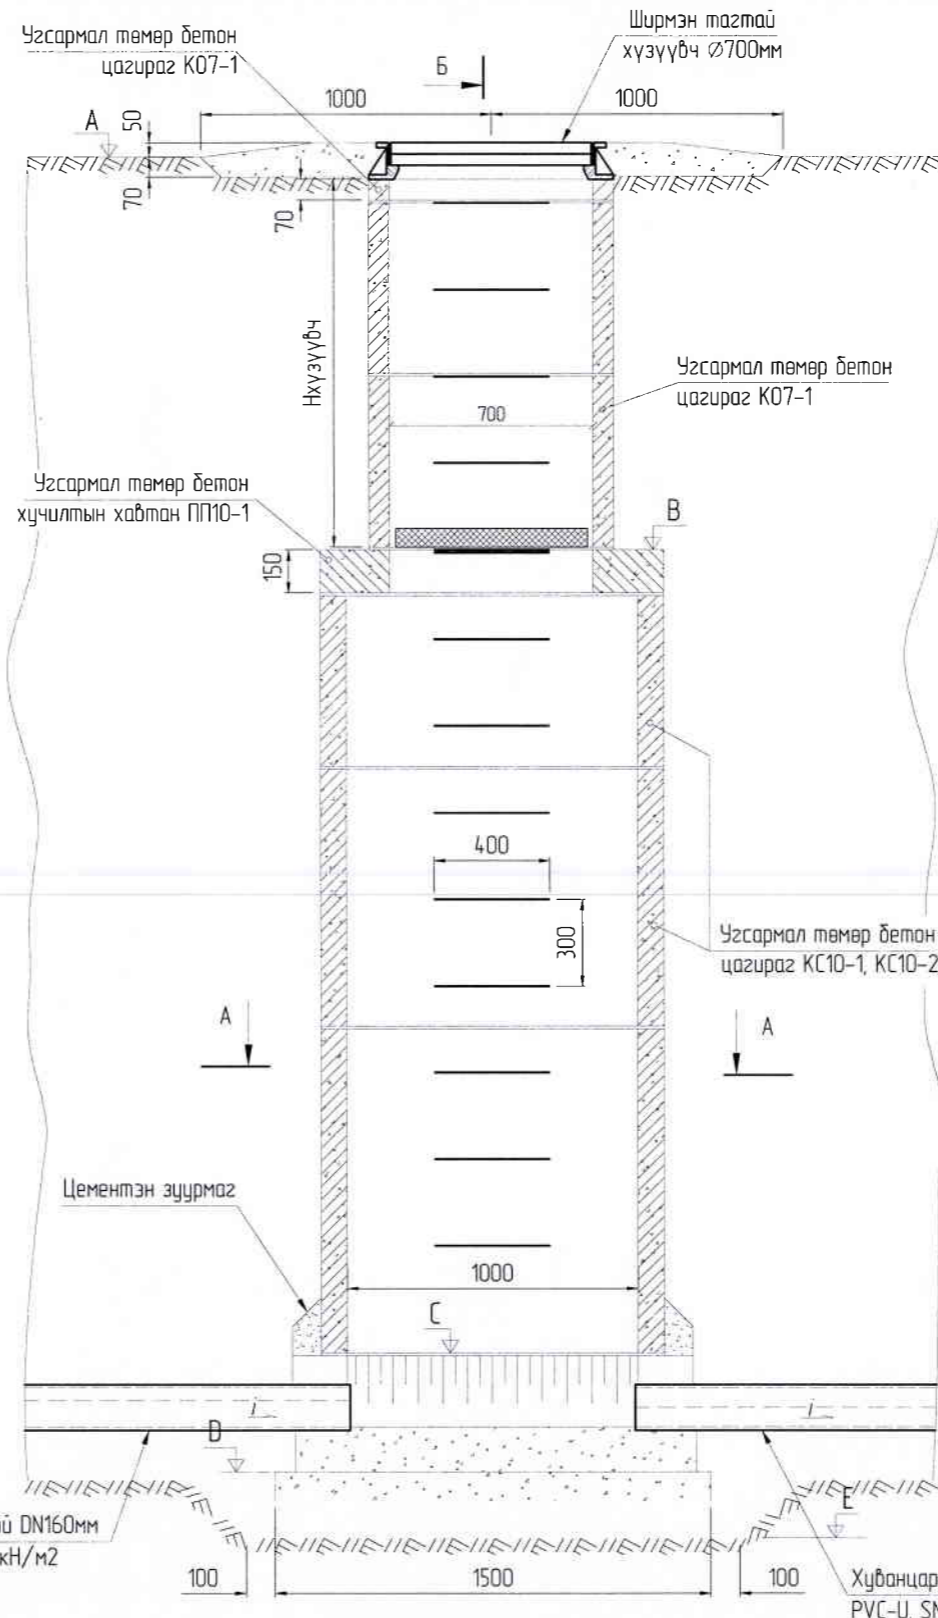 Угсармал төмөр бетон
цагираг К07-1
Ширмэн тагтай
хүзүүвч Ø700мм
Б
1000
1000
А
50
70
70
Нхүзүүвч
Угсармал төмөр бетон
цагираг К07-1
700
Угсармал төмөр бетон
хучилтын хавтан ПП10-1
В
150
400
300
Угсармал төмөр бетон
цагираг КС10-1, КС10-2
А
А
Цементэн зуурмаг
1000
С
i
i
D
E
й DN160мм
кН/м2
100
1500
100
Хуванцар
PVC-U, SN